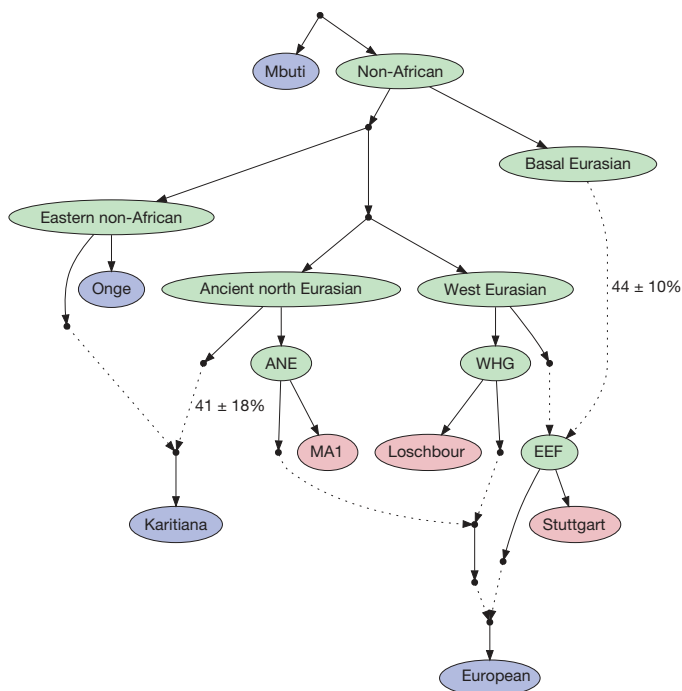 Mbuti
Non-African
Basal Eurasian
Eastern non-African
Onge
Ancient north Eurasian
West Eurasian
44 ± 10%
ANE
WHG
41 ± 18%
MA1
Loschbour
EEF
Karitiana
Stuttgart
European